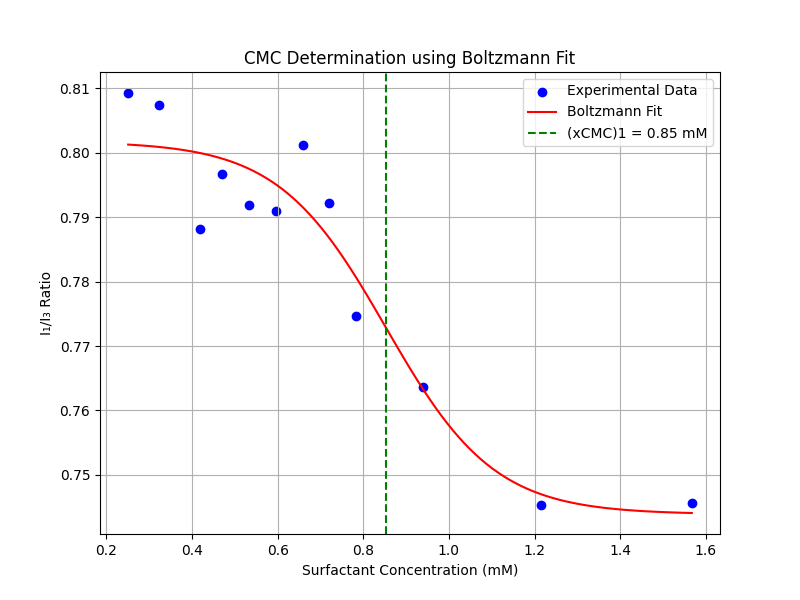 CMC Determination using Boltzmann Fit
Experimental Data
Boltzmann Fit
(xCMC)1 = 0.85 mM
I₁/I₃ Ratio
0.81
0.80
0.79
0.78
0.77
0.76
0.75
0.2 0.4 0.6 0.8 1.0 1.2 1.4 1.6
Surfactant Concentration (mM)